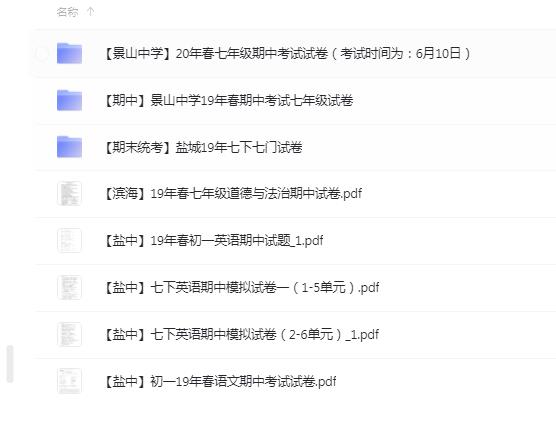 名称 ↑
【景山中学】20年春七年级期中考试试卷（考试时间为：6月10日）
【期中】景山中学19年春期中考试七年级试卷
【期末统考】盐城19年七下七门试卷
【滨海】19年春七年级道德与法治期中试卷.pdf
【盐中】19年春初一英语期中试题_1.pdf
【盐中】七下英语期中模拟试卷一（1-5单元）.pdf
【盐中】七下英语期中模拟试卷（2-6单元）_1.pdf
【盐中】初一19年春语文期中考试试卷.pdf